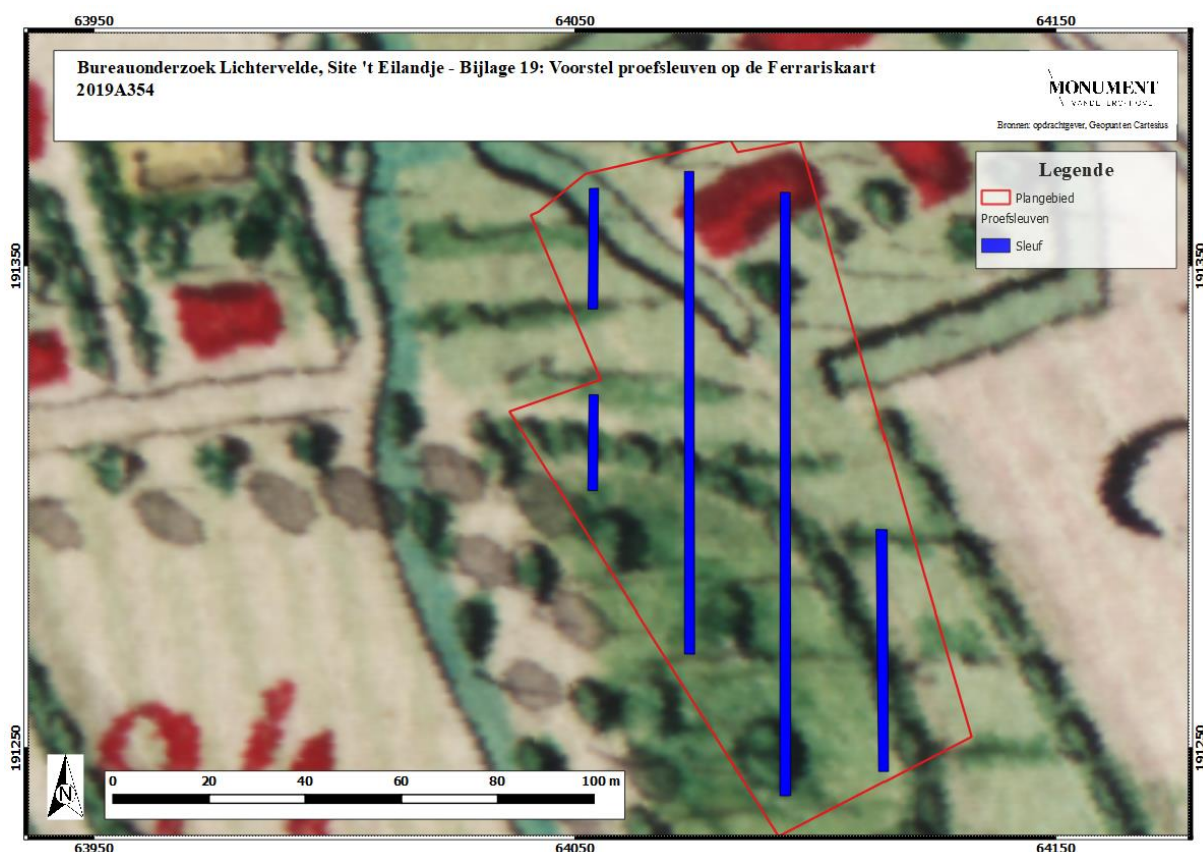 63950
64050
64150
Bureauonderzoek Lichtervelde, Site 't Eilandje - Bijlage 19: Voorstel proefsleuven op de Ferrariskaart
2019A354
MONUMENT
Bronnen: opdrachtgever, Geopunt en Cartesius
Legende
Plangebied
Proefsleuven
Sleuf
191350
191350
191250
191250
N
0 20 40 60 80 100 m
63950
64050
64150